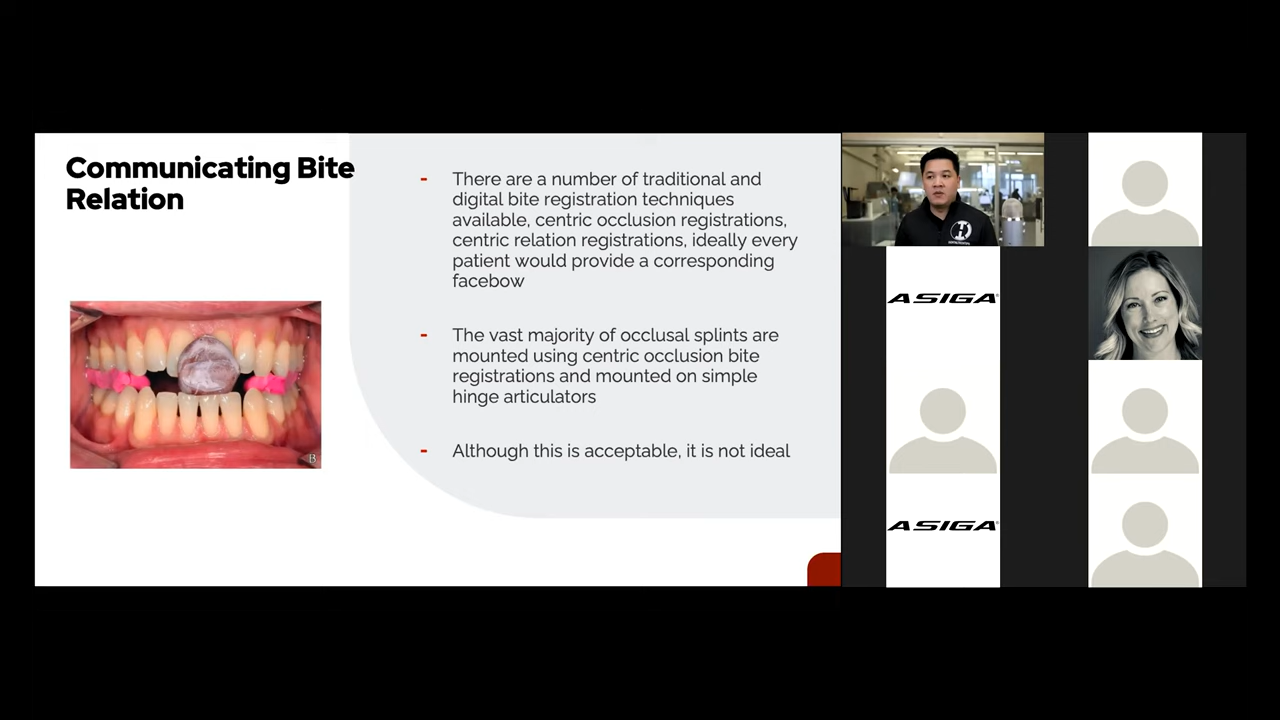 Communicating Bite
Relation
- There are a number of traditional and
digital bite registration techniques
available, centric occlusion registrations,
centric relation registrations, ideally every
patient would provide a corresponding
facebow
- The vast majority of occlusal splints are
mounted using centric occlusion bite
registrations and mounted on simple
hinge articulators
- Although this is acceptable, it is not ideal
B
ASIGA
ASIGA